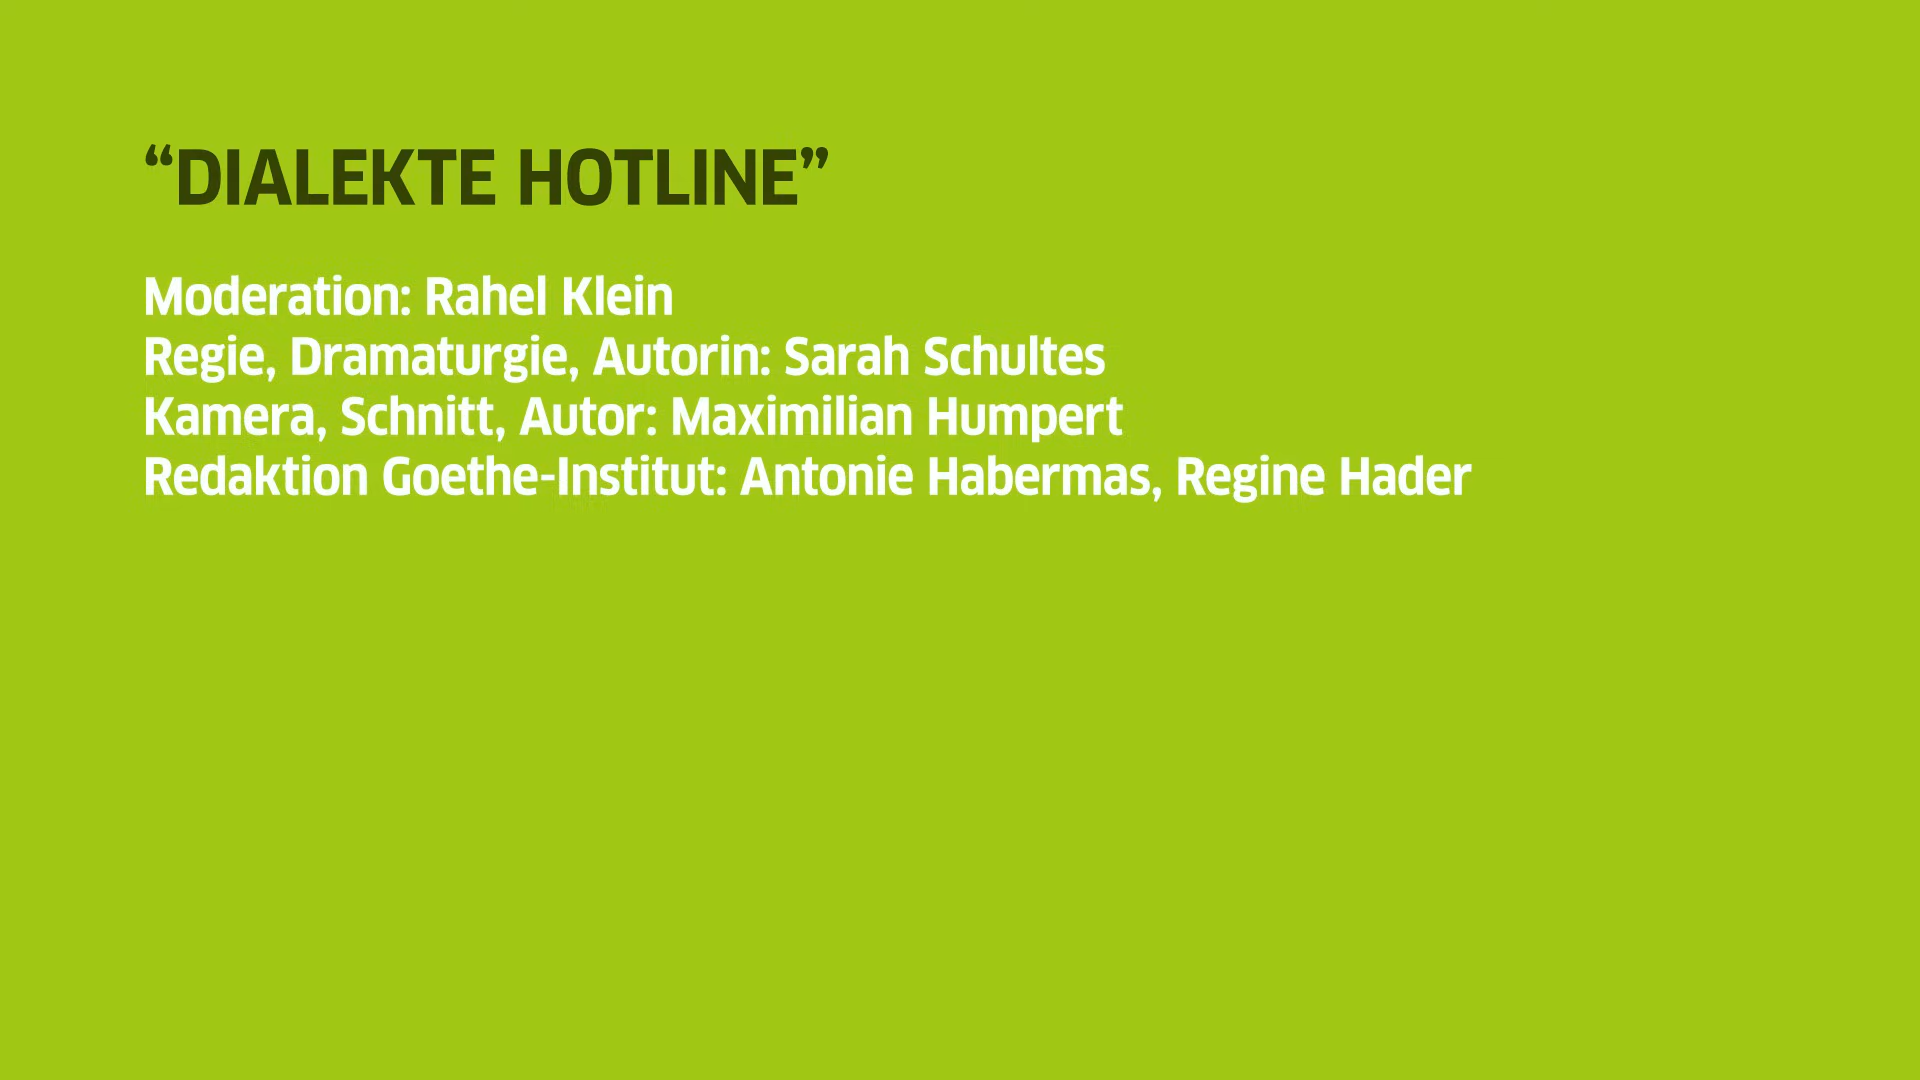 “DIALEKTE HOTLINE”
Moderation: Rahel Klein
Regie, Dramaturgie, Autorin: Sarah Schultes
Kamera, Schnitt, Autor: Maximilian Humpert
Redaktion Goethe-Institut: Antonie Habermas, Regine Hader